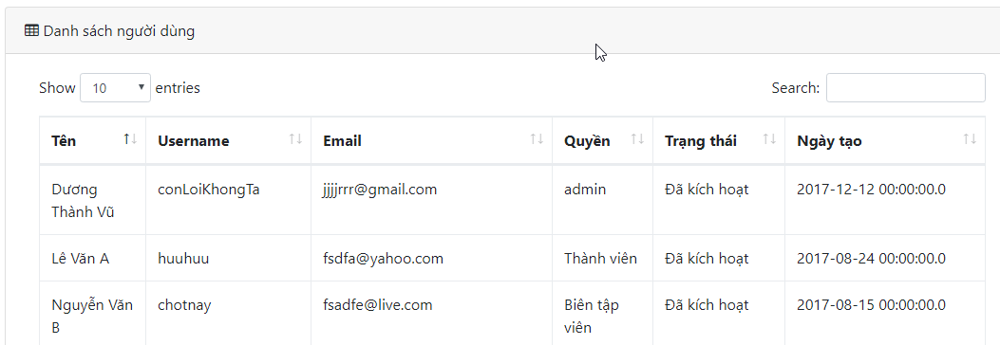 Danh sách người dùng
Show 10 entries Search:
Tên Username Email Quyền Trạng thái Ngày tạo
Dương conLoiKhongTa jjjjrrr@gmail.com admin Đã kích hoạt 2017-12-12 00:00:00.0
Thành Vũ
Lê Văn A huuhuu fsdfa@yahoo.com Thành viên Đã kích hoạt 2017-08-24 00:00:00.0
Nguyễn Văn chotnay fsadfe@live.com Biên tập Đã kích hoạt 2017-08-15 00:00:00.0
B viên